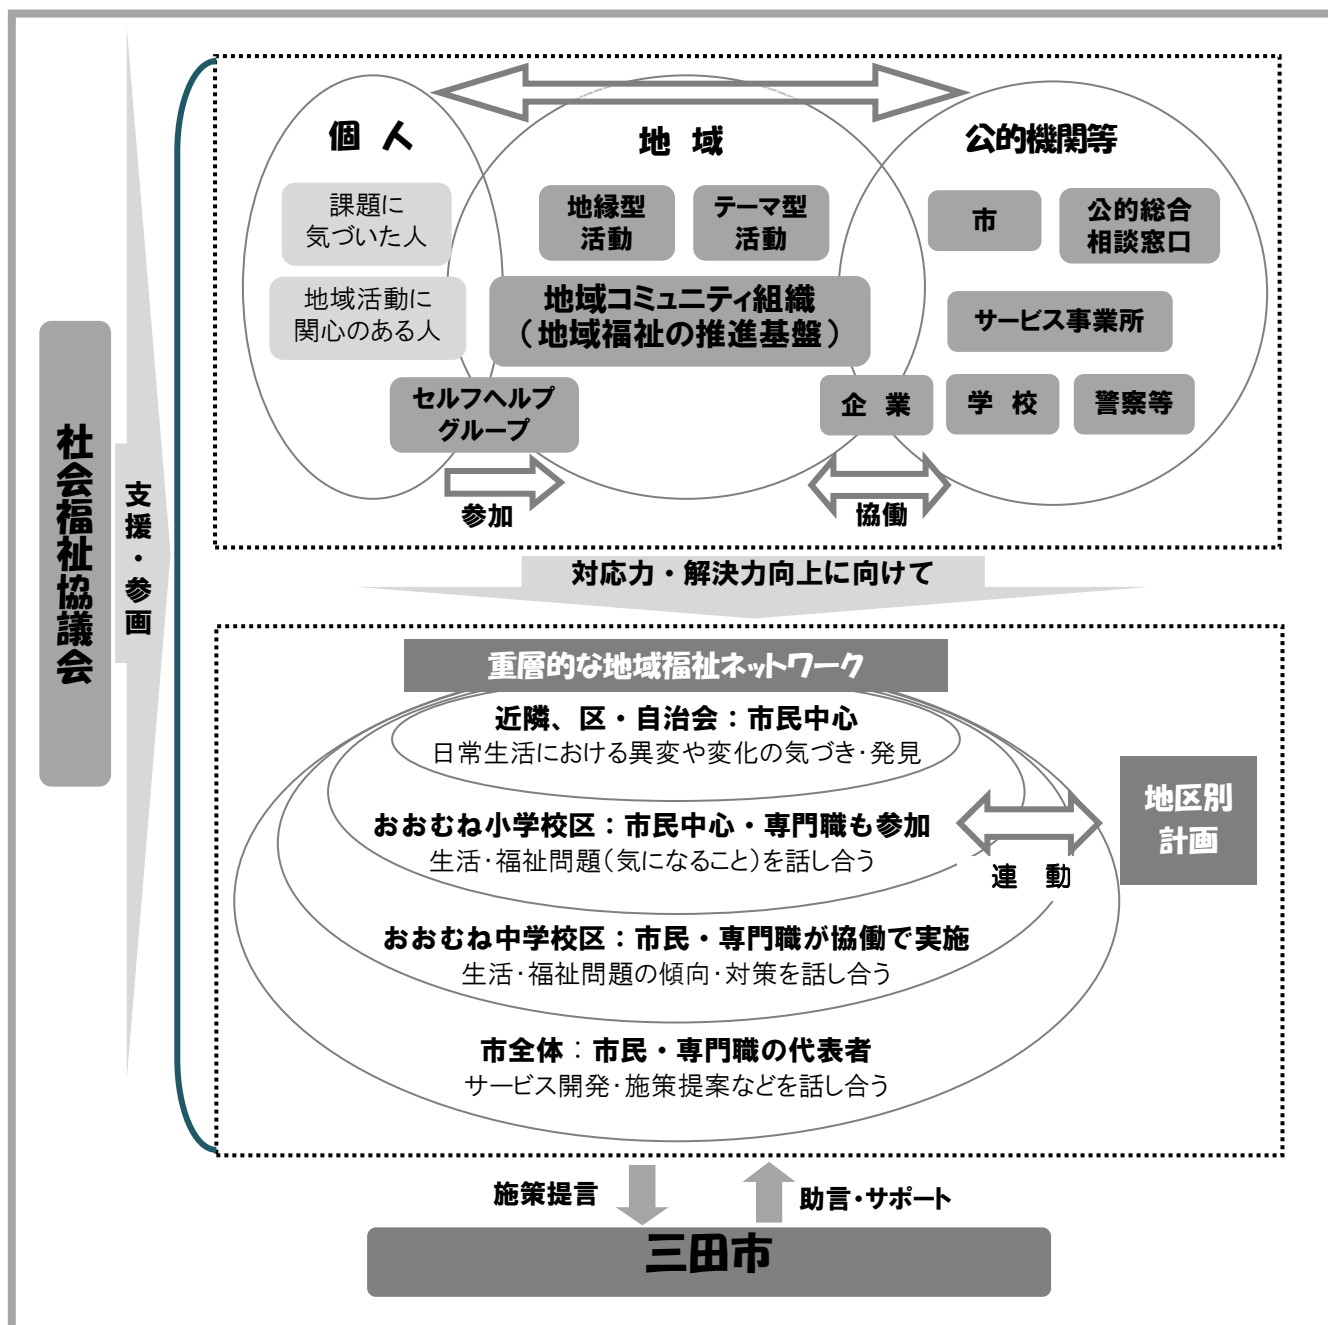 社会福祉協議会
支援・参画
個 人
地 域
公的機関等
課題に
気づいた人
地域活動に
関心のある人
地縁型
活動
テーマ型
活動
地域コミュニティ組織
(地域福祉の推進基盤)
セルフヘルプ
グループ
市
公的総合
相談窓口
サービス事業所
企 業
学 校
警察等
参加
協働
対応力・解決力向上に向けて
重層的な地域福祉ネットワーク
近隣、区・自治会:市民中心
日常生活における異変や変化の気づき・発見
おおむね小学校区:市民中心・専門職も参加
生活・福祉問題(気になること)を話し合う
連 動
地区別
計画
おおむね中学校区:市民・専門職が協働で実施
生活・福祉問題の傾向・対策を話し合う
市全体:市民・専門職の代表者
サービス開発・施策提案などを話し合う
施策提言
助言・サポート
三田市